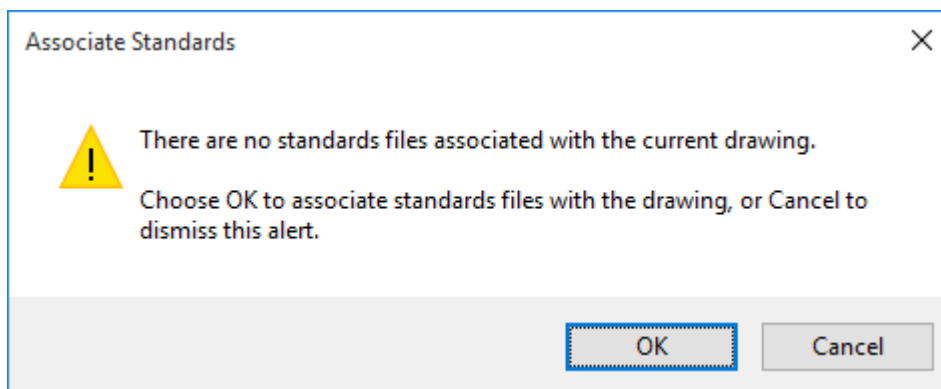 Associate Standards
There are no standards files associated with the current drawing.
Choose OK to associate standards files with the drawing, or Cancel to
dismiss this alert.
OK
Cancel